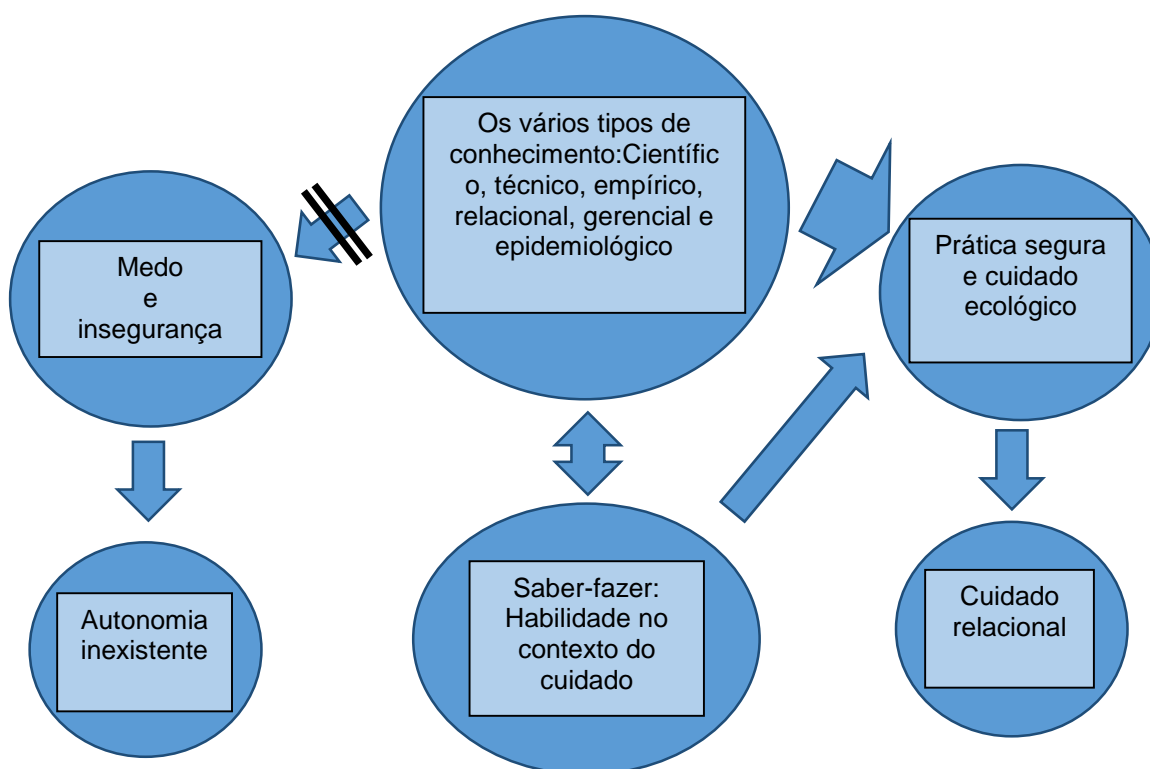 Os vários tipos de
conhecimento:Científic
o, técnico, empírico,
relacional, gerencial e
epidemiológico
Medo
e
insegurança
Prática segura
e cuidado
ecológico
Autonomia
inexistente
Saber-fazer:
Habilidade no
contexto do
cuidado
Cuidado
relacional